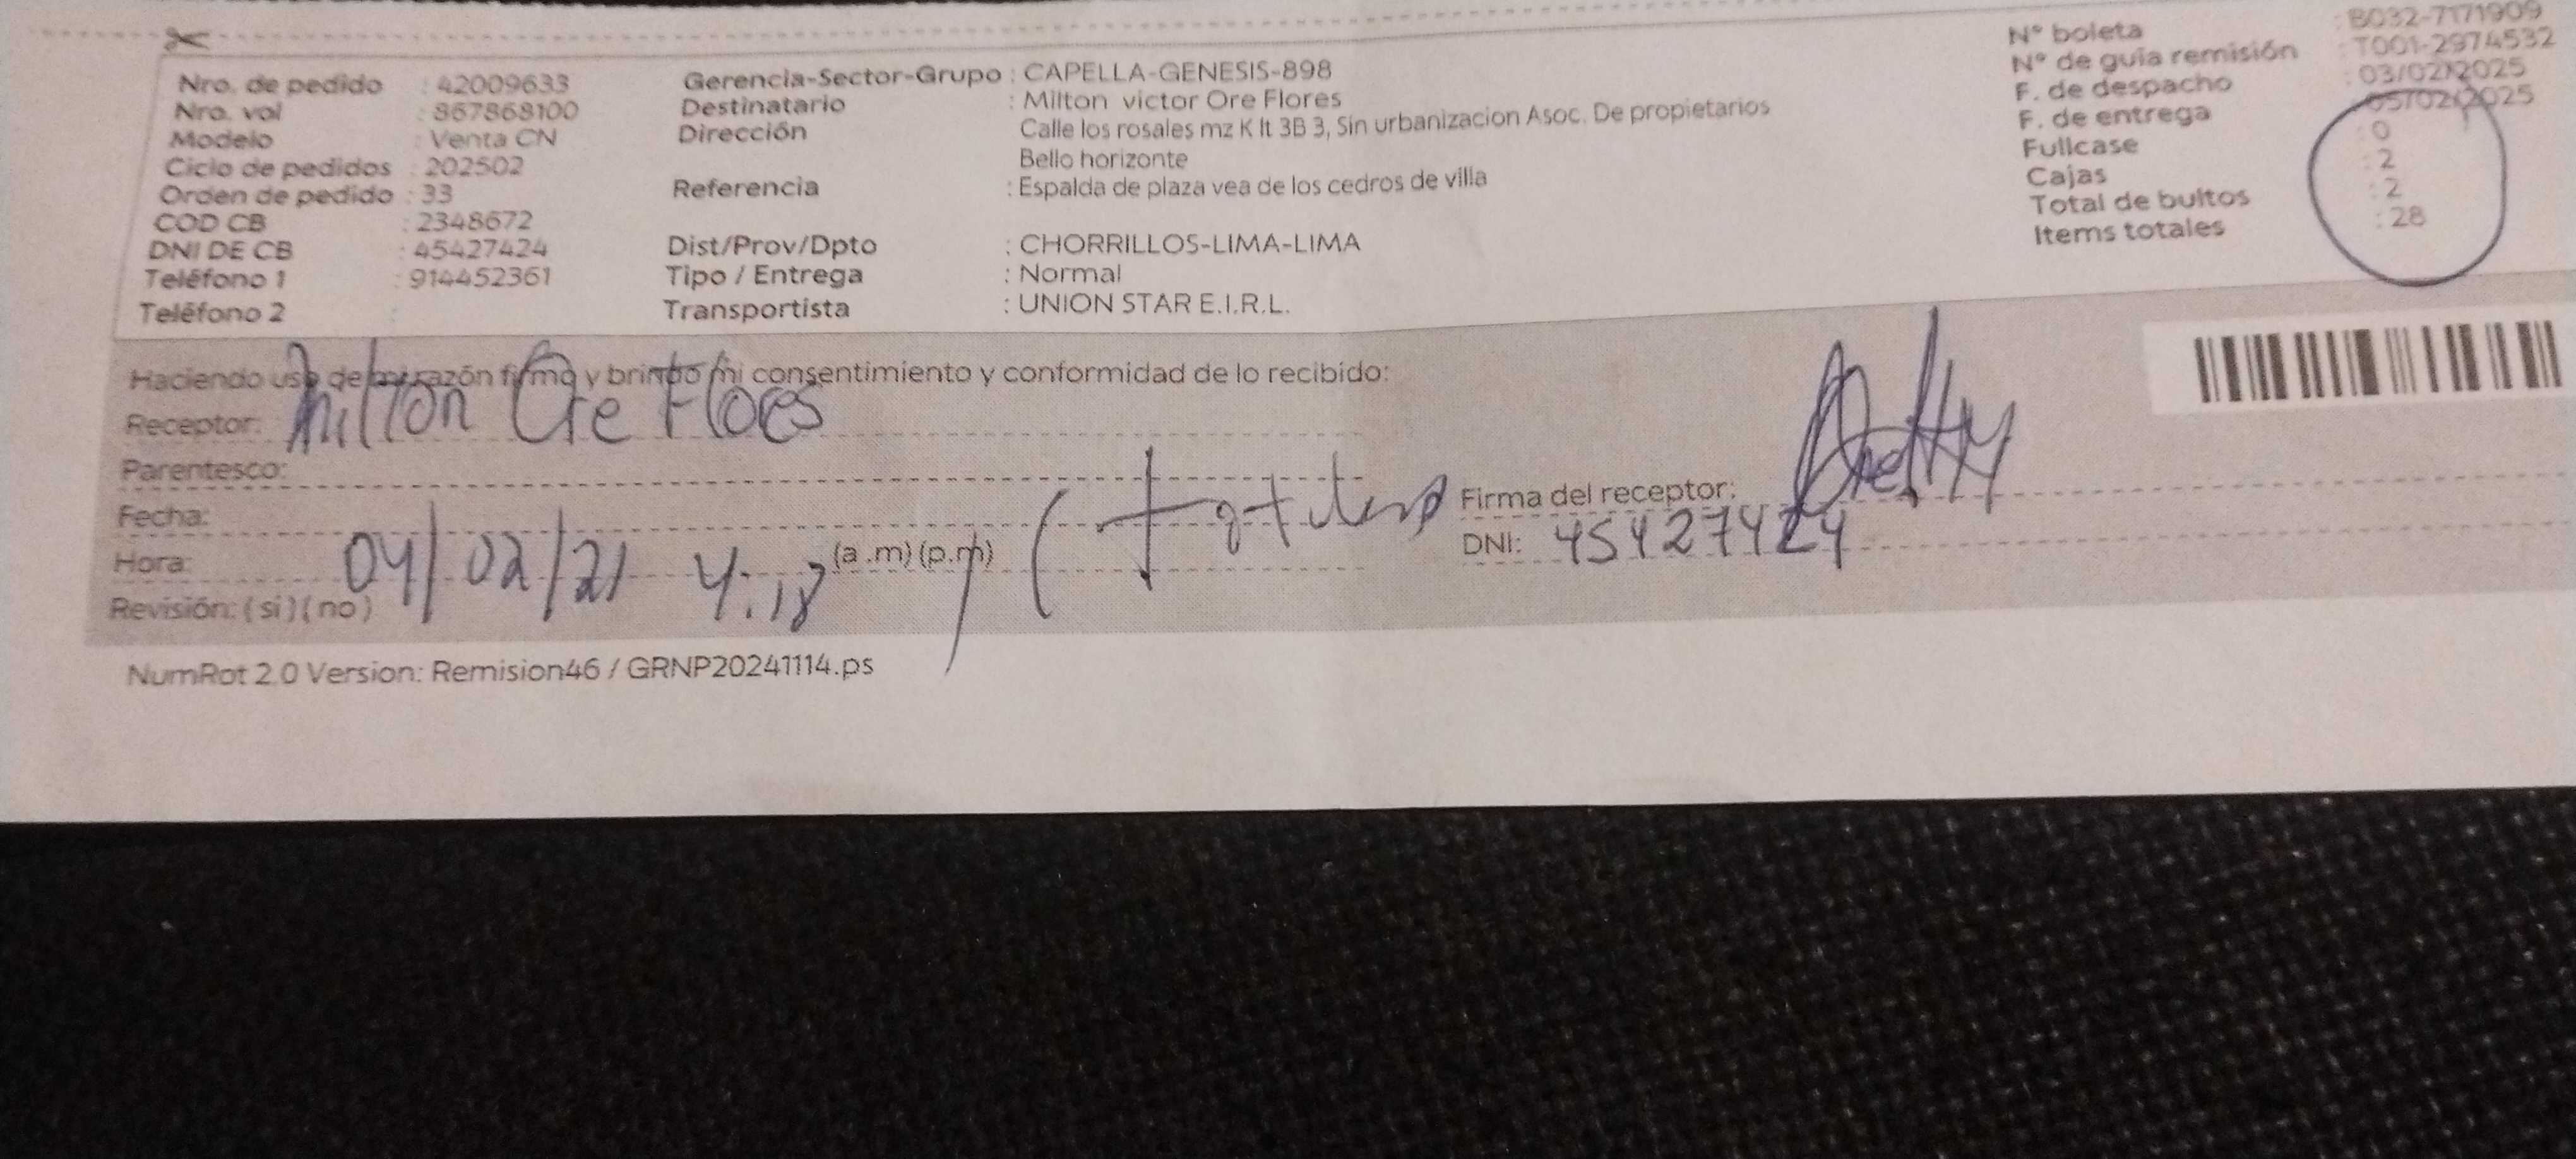 Nro. de pedido : 42009633
Nro. vol : 867868100
Modelo : Venta CN
Ciclo de pedidos : 202502
Orden de pedido : 33
COD CB : 2348672
DNI DE CB : 45427424
Teléfono 1 : 914452361
Teléfono 2 :
Gerencia-Sector-Grupo : CAPELLA-GENESIS-898
Destinatario : Milton victor Ore Flores
Dirección Calle los rosales mz K lt 3B 3, Sin urbanizacion Asoc. De propietarios
Bello horizonte
Referencia : Espalda de plaza vea de los cedros de villa
Dist/Prov/Dpto : CHORRILLOS-LIMA-LIMA
Tipo / Entrega : Normal
Transportista : UNION STAR E.I.R.L.
N° boleta : B032-7171909
N° de guia remisión : T001-2974532
F. de despacho : 03/02/2025
F. de entrega 05/02/2025
Fullcase : 0
Cajas : 2
Total de bultos : 2
Items totales : 28
Haciendo uso de mi razón firmo y brindo mi consentimiento y conformidad de lo recibido:
Receptor: Milton Ore Flores
Parentesco:
Fecha:
Hora: 04/02/21 4:18 (a.m) (p.m)
Revisión: ( si ) ( no )
Firma del receptor:
DNI: 45427424
NumRot 2.0 Version: Remision46 / GRNP20241114.ps